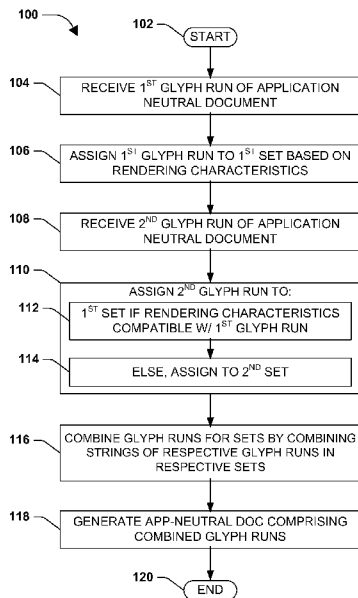 100
102
START
104
RECEIVE 1ST GLYPH RUN OF APPLICATION
NEUTRAL DOCUMENT
106
ASSIGN 1ST GLYPH RUN TO 1ST SET BASED ON
RENDERING CHARACTERISTICS
108
RECEIVE 2ND GLYPH RUN OF APPLICATION
NEUTRAL DOCUMENT
110
ASSIGN 2ND GLYPH RUN TO:
112
1ST SET IF RENDERING CHARACTERISTICS
COMPATIBLE W/ 1ST GLYPH RUN
114
ELSE, ASSIGN TO 2ND SET
116
COMBINE GLYPH RUNS FOR SETS BY COMBINING
STRINGS OF RESPECTIVE GLYPH RUNS IN
RESPECTIVE SETS
118
GENERATE APP-NEUTRAL DOC COMPRISING
COMBINED GLYPH RUNS
120
END